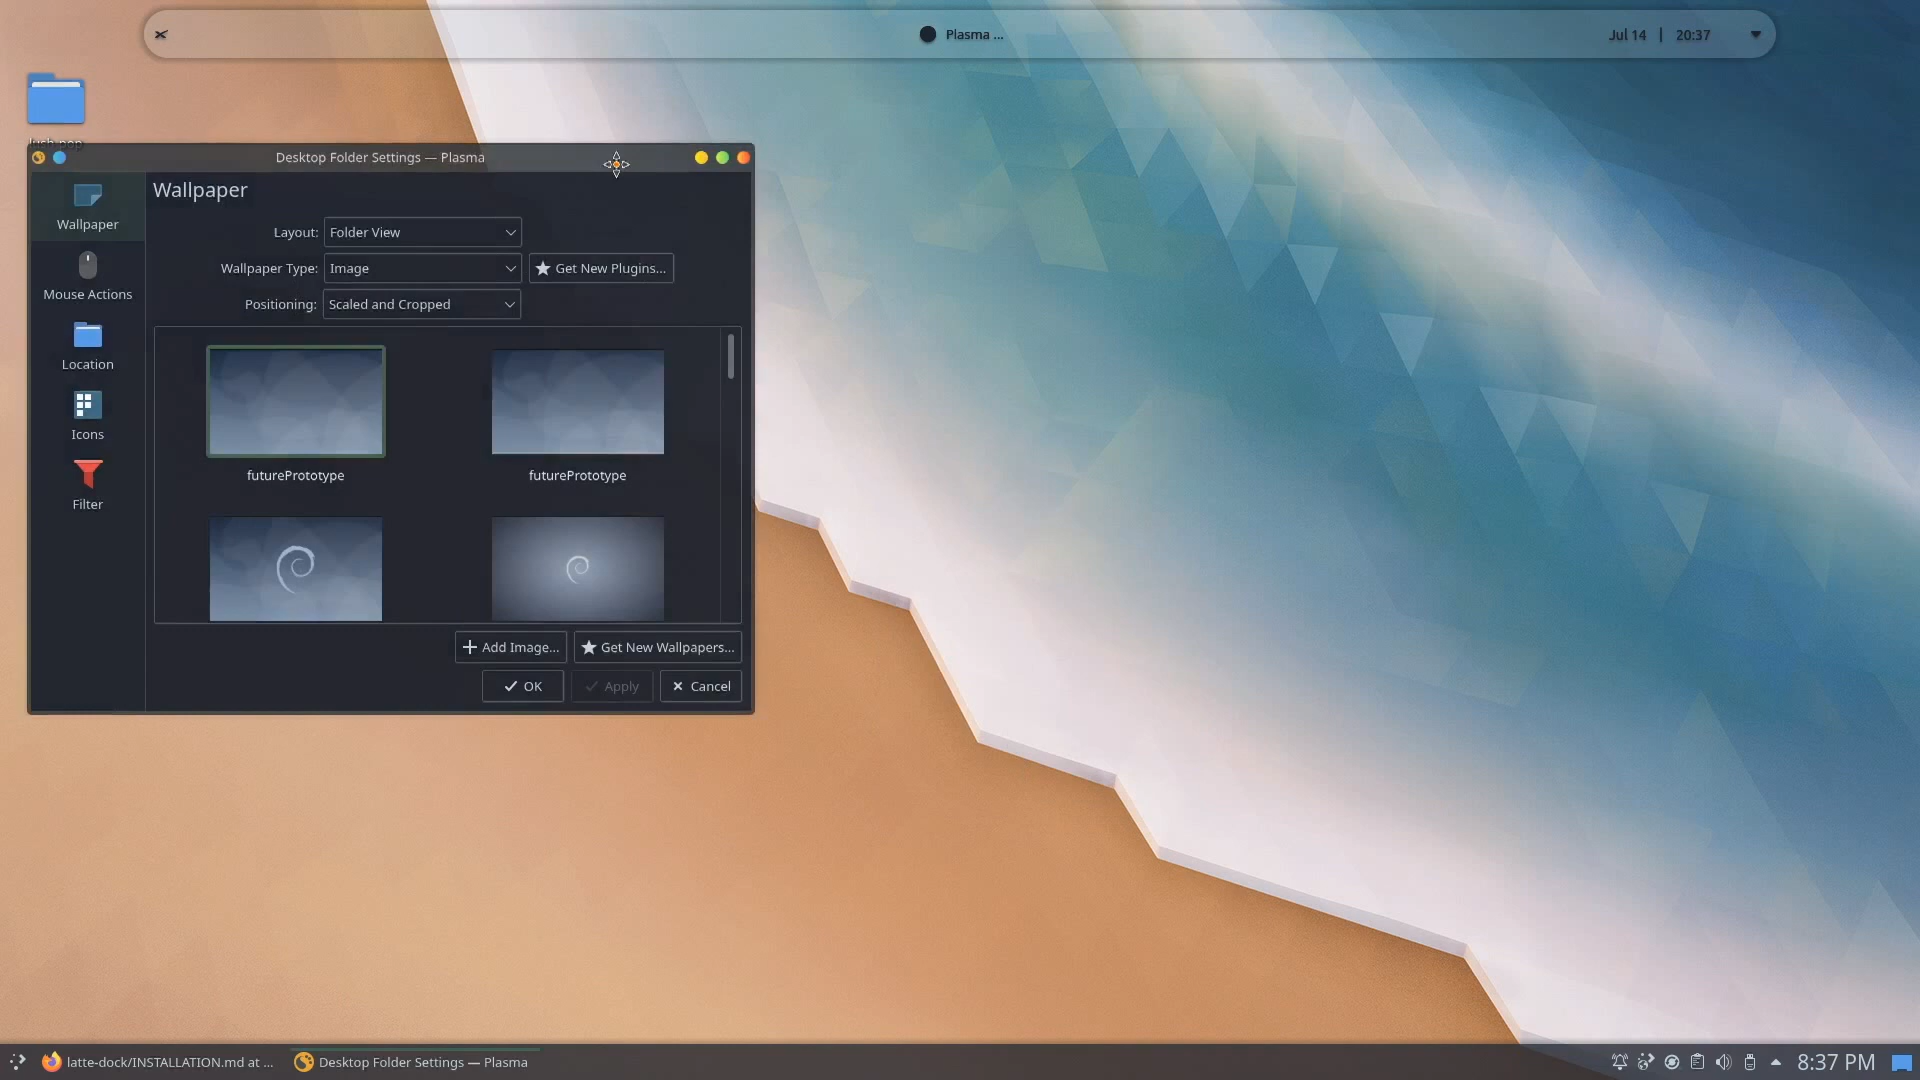 Plasma ...
Jul 14 | 20:37
Desktop Folder Settings — Plasma
Wallpaper
Mouse Actions
Location
Icons
Filter
Wallpaper
Layout: Folder View
Wallpaper Type: Image Get New Plugins...
Positioning: Scaled and Cropped
futurePrototype futurePrototype
Add Image... Get New Wallpapers...
OK Apply Cancel
latte-dock/INSTALLATION.md at ... Desktop Folder Settings — Plasma 8:37 PM